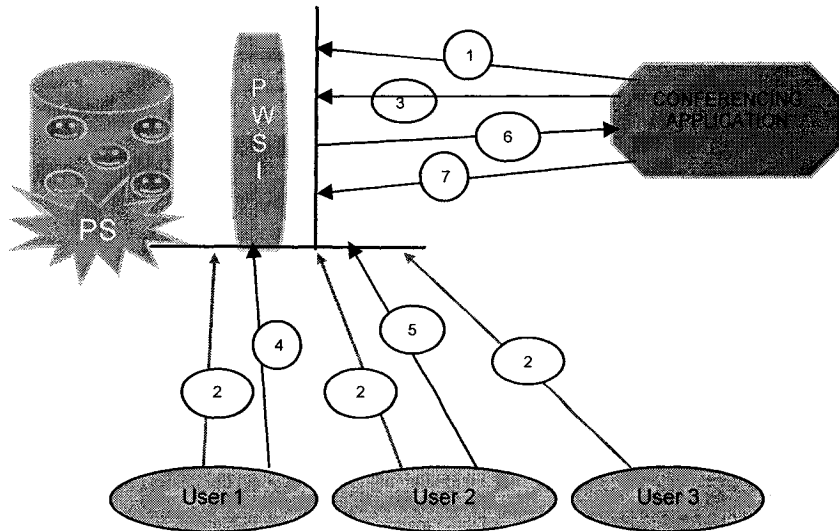 1
PWSI
3
CONFERENCING
APPLICATION
6
7
PS
4
5
2
2
2
User 1
User 2
User 3